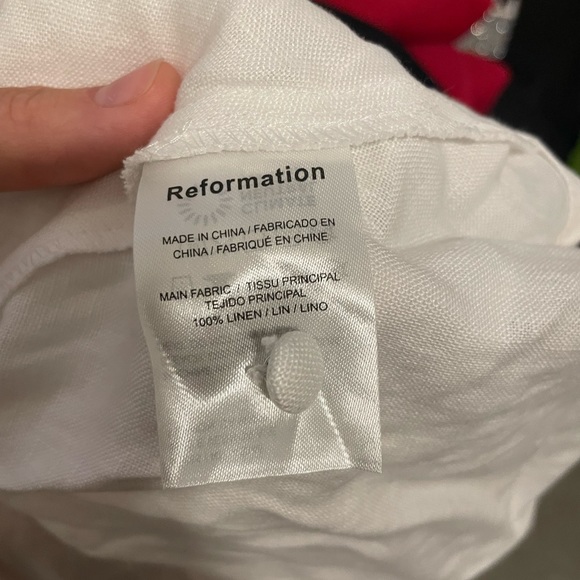 Reformation
MADE IN CHINA / FABRICADO EN
CHINA / FABRIQUÉ EN CHINE
MAIN FABRIC / TISSU PRINCIPAL
TEJIDO PRINCIPAL
100% LINEN / LIN / LINO